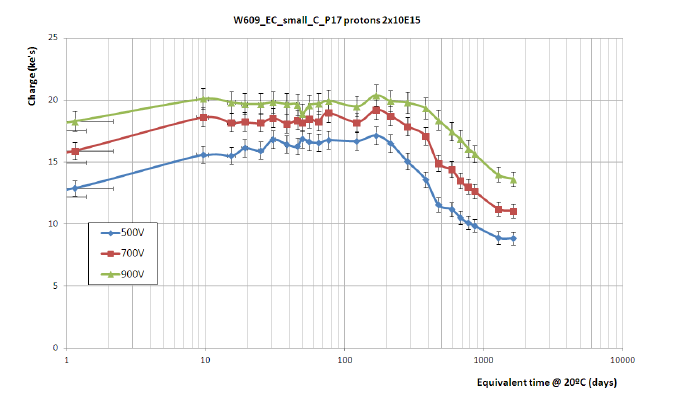 W609_EC_small_C_P17 protons 2x10E15
Charge (ke's)
25
20
15
10
5
0
500V
700V
900V
1
10
100
1000
10000
Equivalent time @ 20ºC (days)